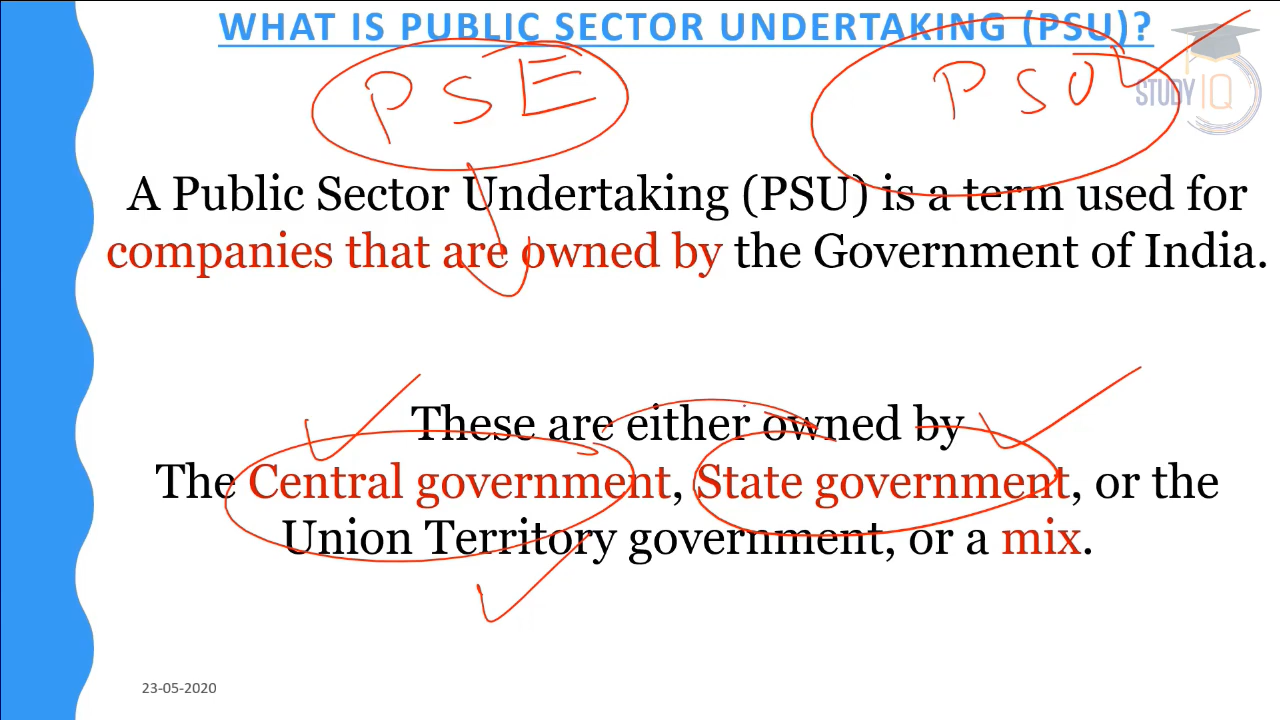 WHAT IS PUBLIC SECTOR UNDERTAKING (PSU)?
PSE
PSU
STUDY IQ
A Public Sector Undertaking (PSU) is a term used for
companies that are owned by the Government of India.
These are either owned by
The Central government, State government, or the
Union Territory government, or a mix.
23-05-2020